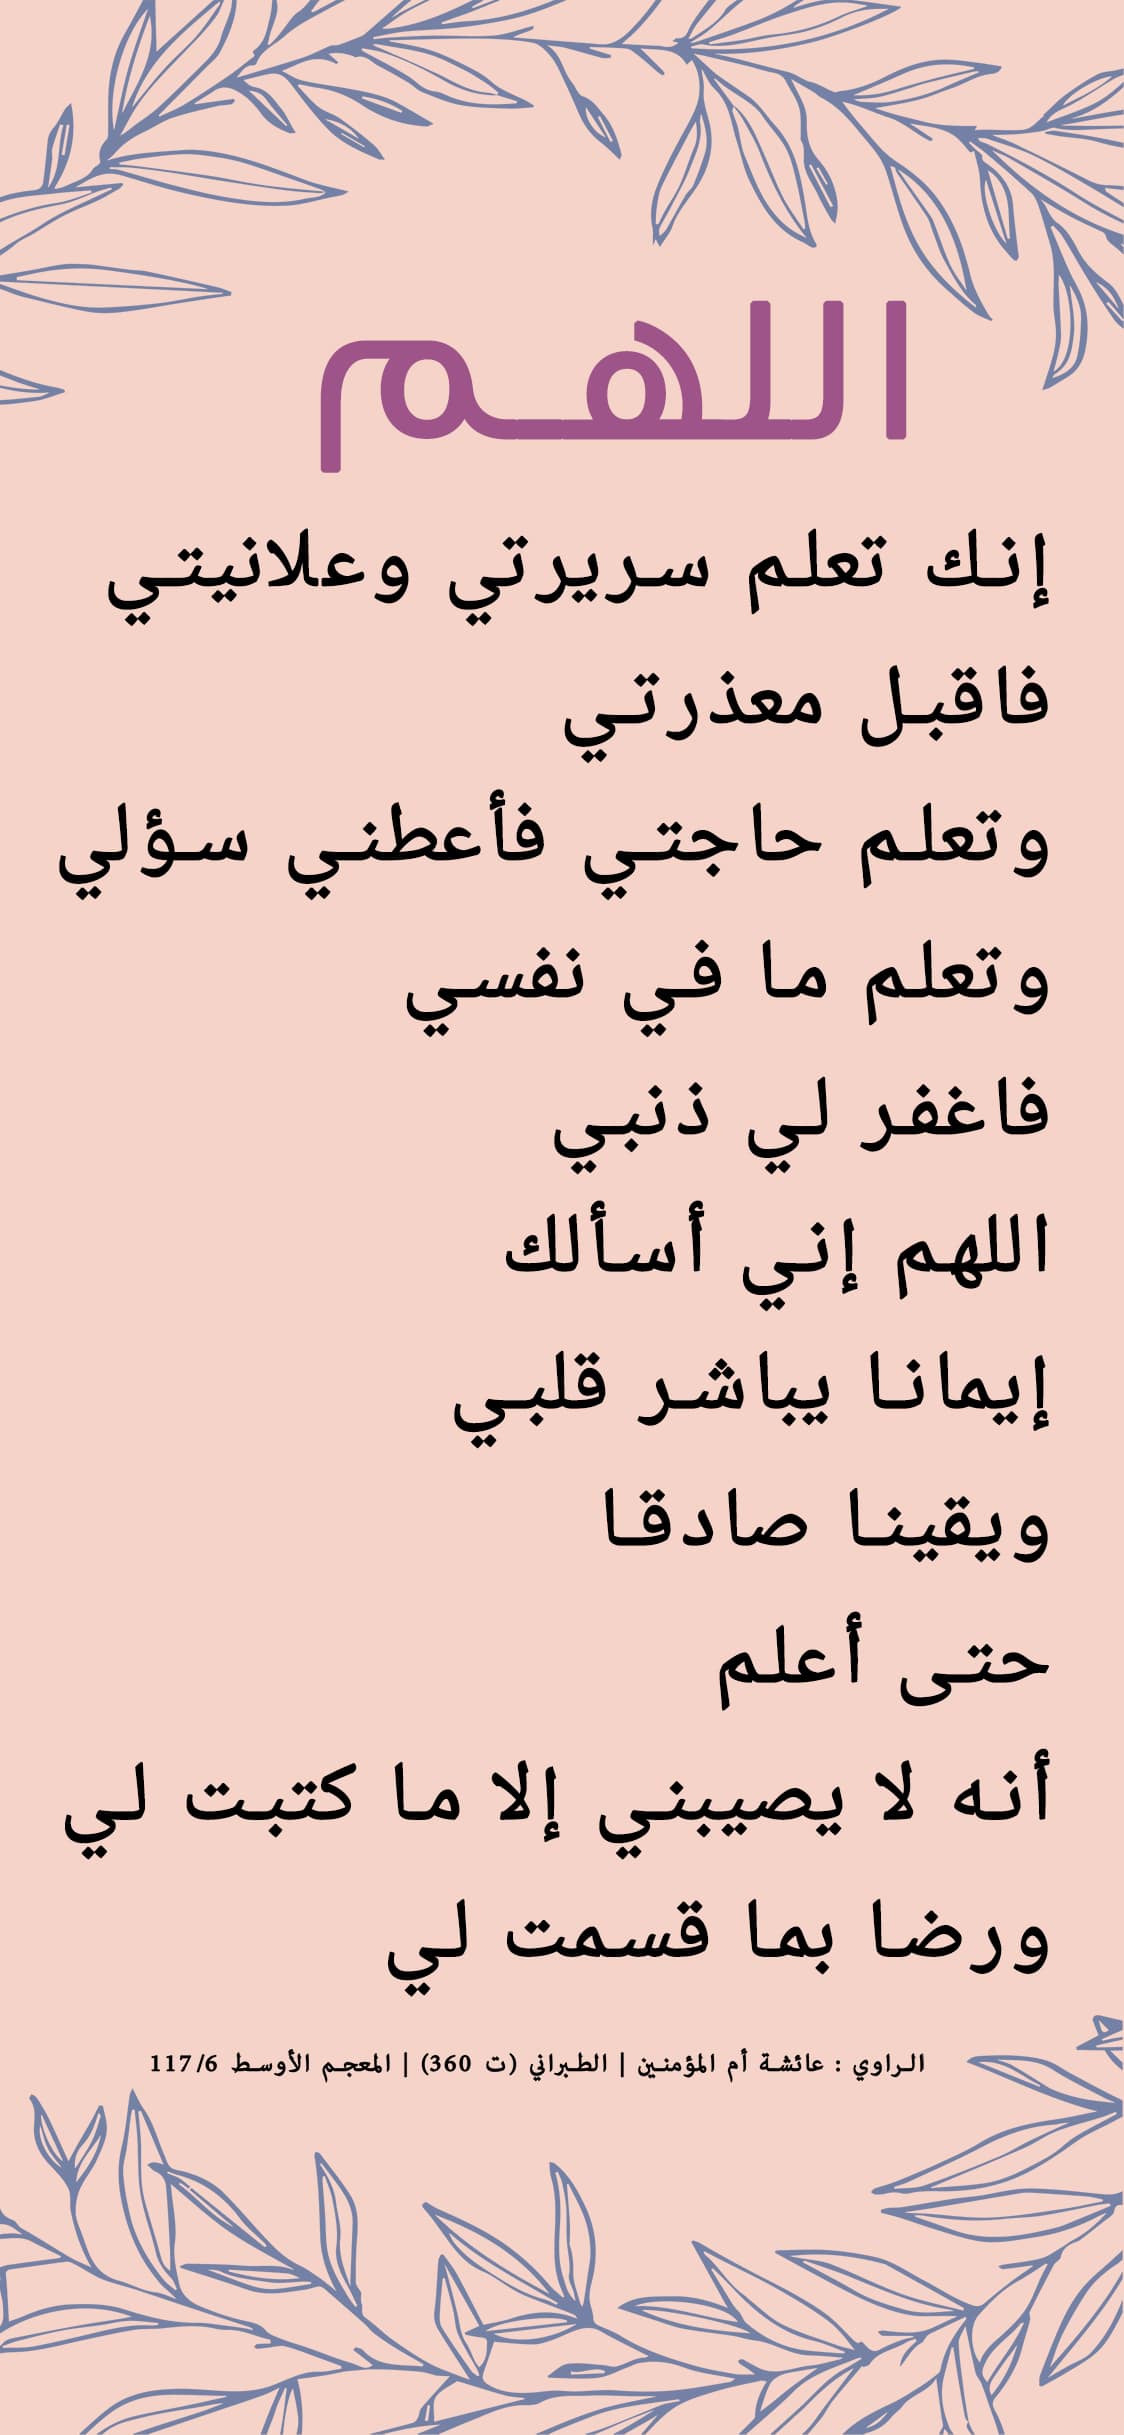 اللهم
إنك تعلم سريرتي وعلانيتي
فاقبل معذرتي
وتعلم حاجتي فأعطني سؤلي
وتعلم ما في نفسي
فاغفر لي ذنبي
اللهم إني أسألك
إيمانا يباشر قلبي
ويقينا صادقا
حتى أعلم
أنه لا يصيبني إلا ما كتبت لي
ورضا بما قسمت لي
الراوي : عائشة أم المؤمنين | الطبراني (ت 360) | المعجم الأوسط 117/6